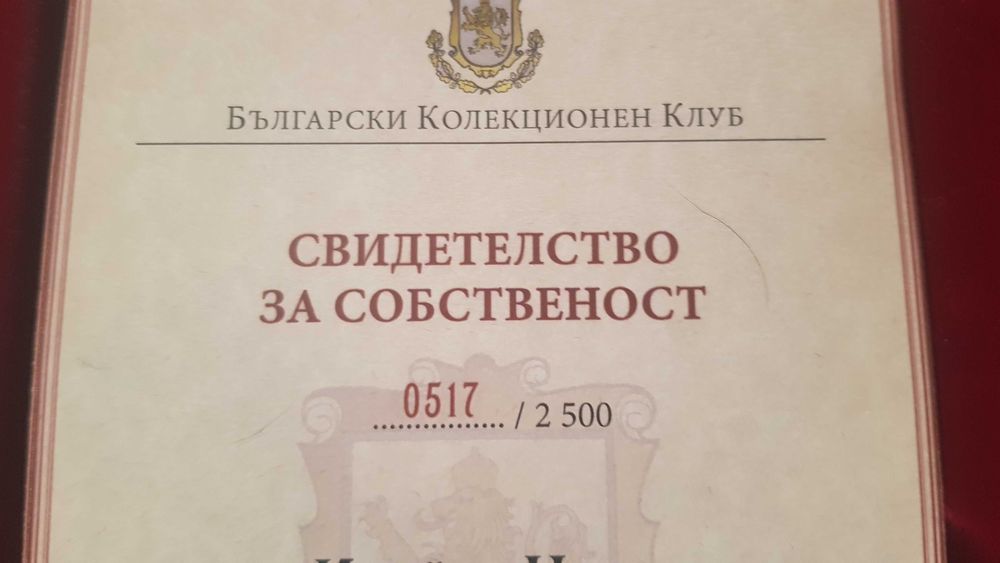 Български Колекционен Клуб
СВИДЕТЕЛСТВО
ЗА СОБСТВЕНОСТ
0517 / 2 500